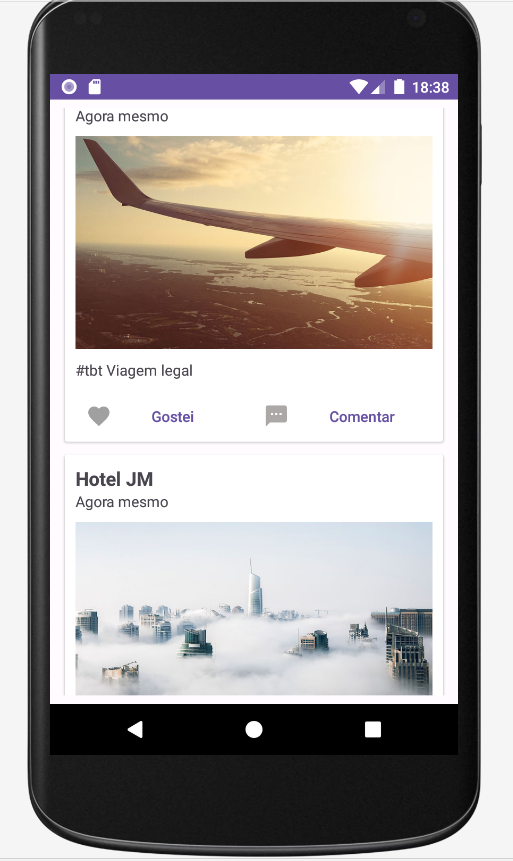 18:38
Agora mesmo
#tbt Viagem legal
Gostei Comentar
Hotel JM
Agora mesmo